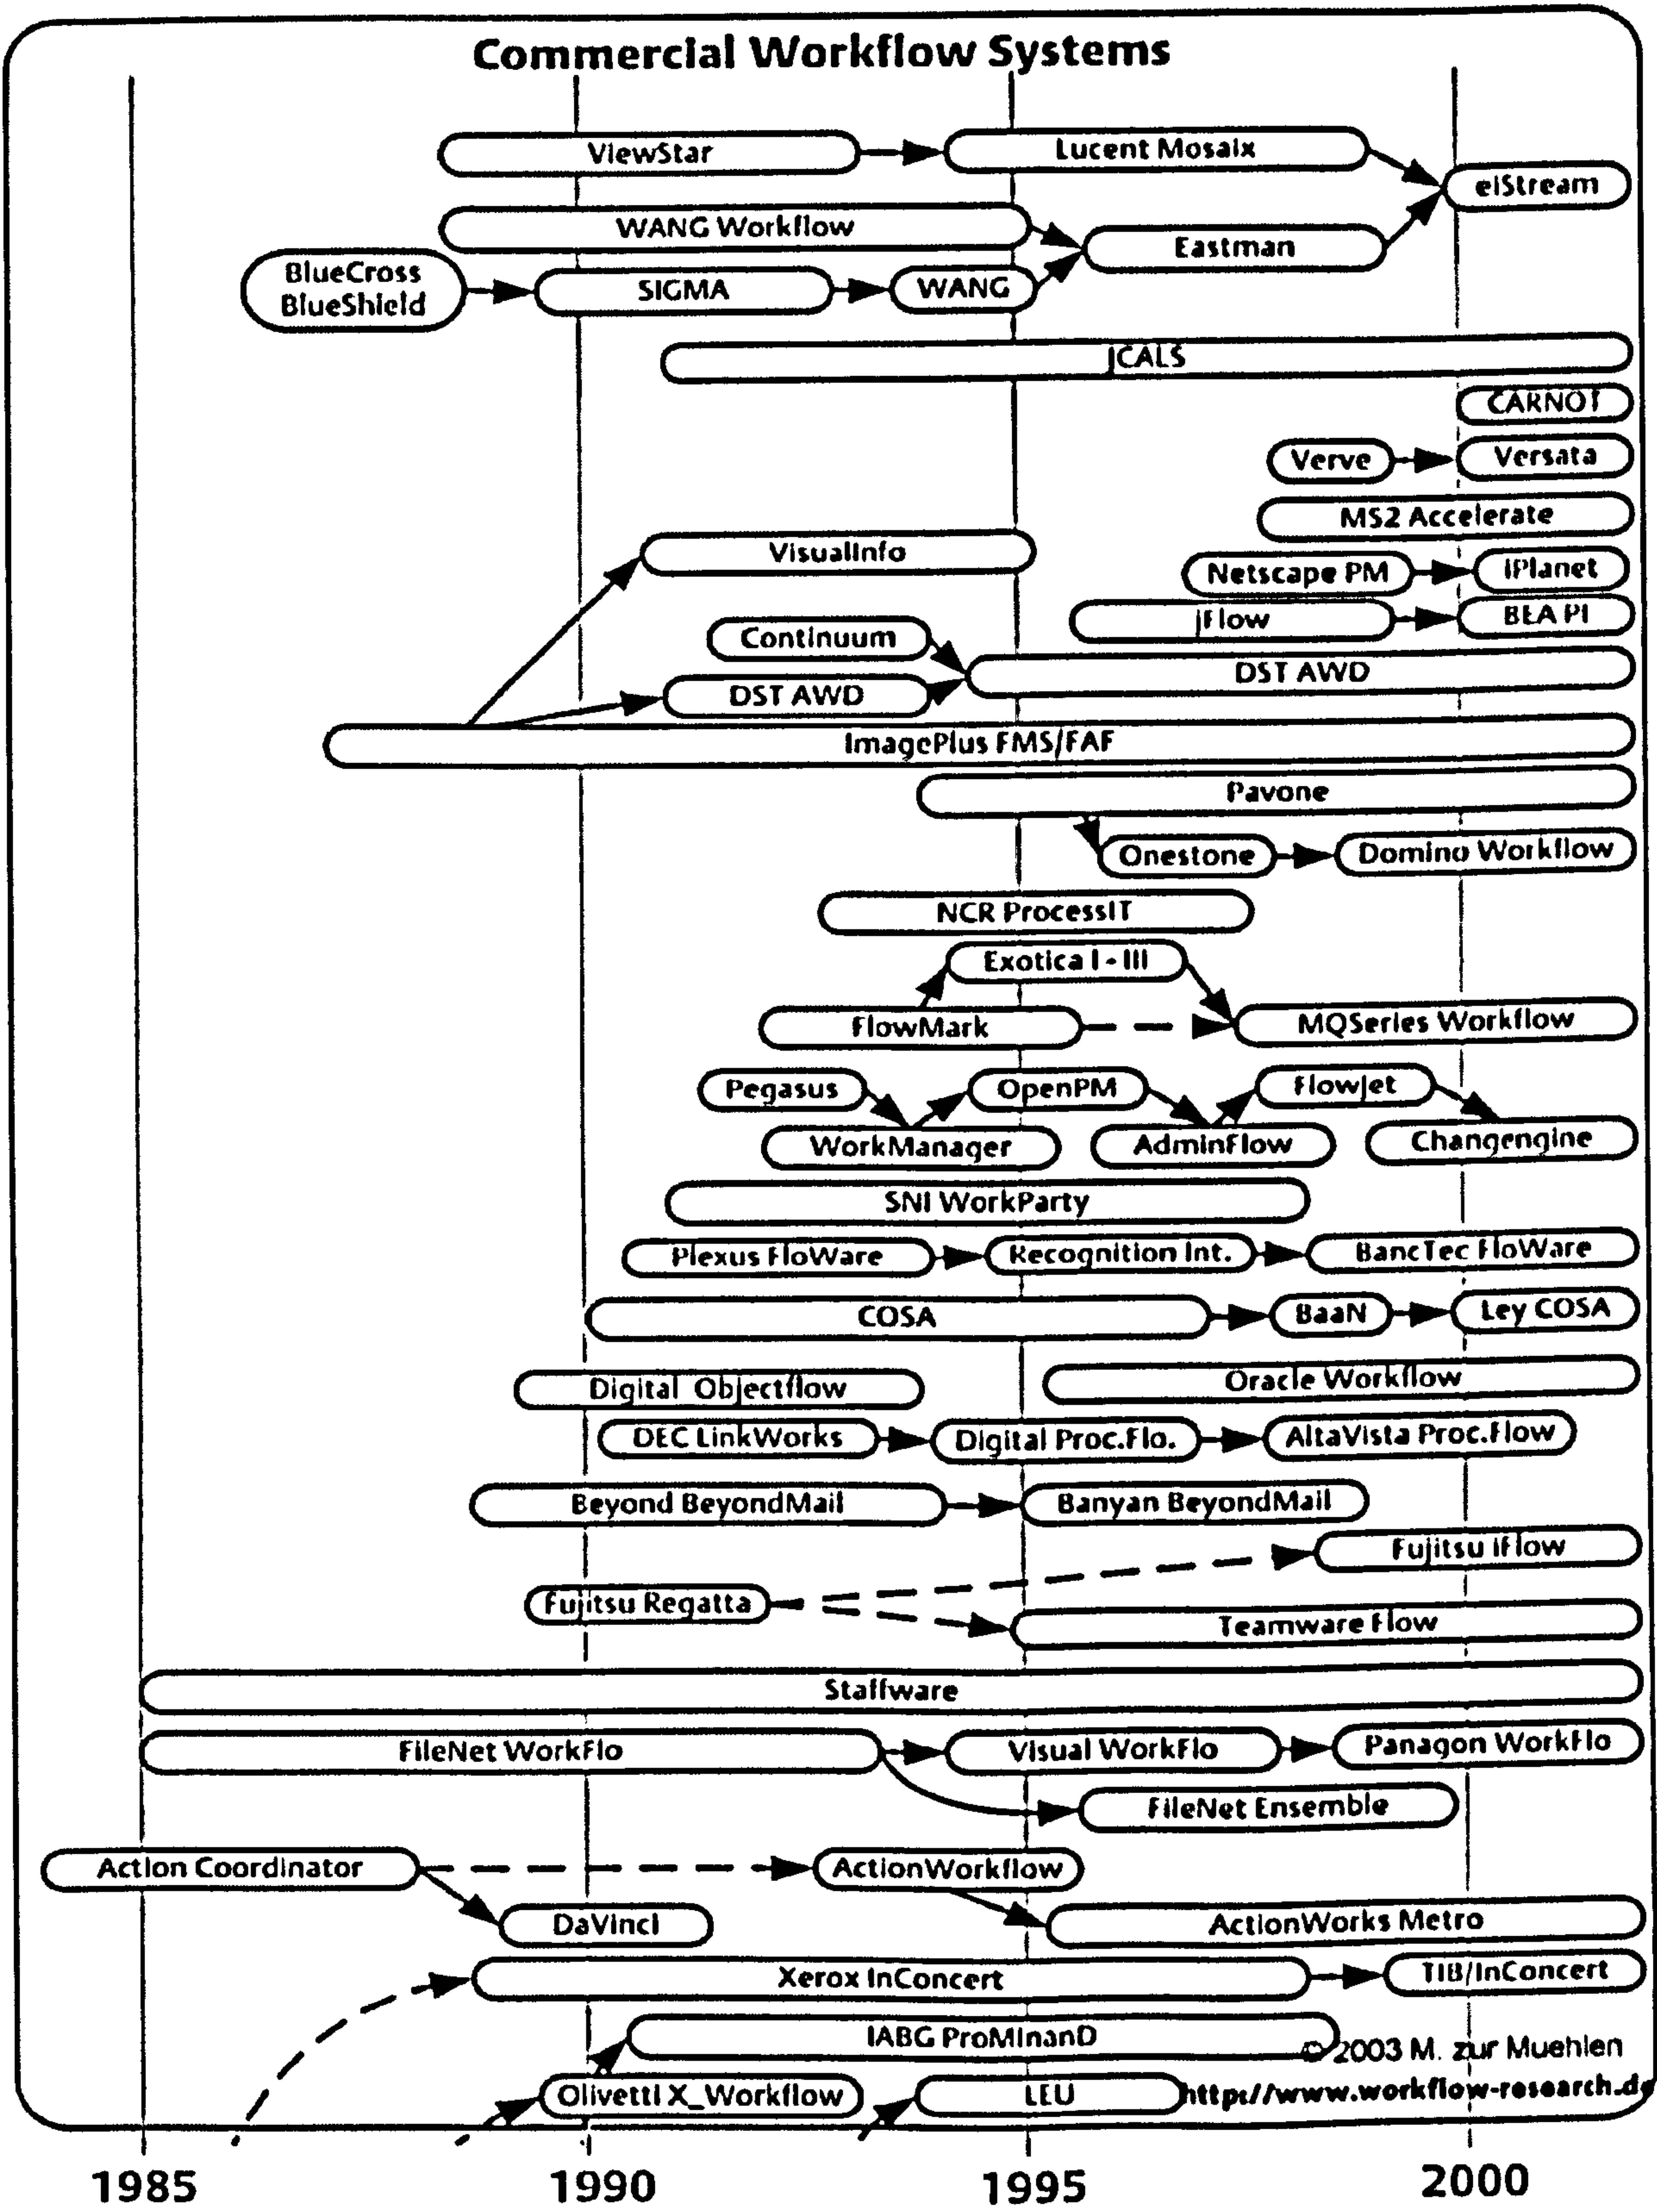 Commercial Workflow Systems
ViewStar
Lucent Mosaix
eiStream
WANG Workflow
Eastman
BlueCross
BlueShield
SIGMA
WANG
JCALS
CARNOT
Verve
Versata
MS2 Accelerate
VisualInfo
Netscape PM
iPlanet
jFlow
BEA PI
Continuum
DST AWD
DST AWD
ImagePlus FMS/FAF
Pavone
Onestone
Domino Workflow
NCR ProcessIT
Exotica I - III
FlowMark
MQSeries Workflow
Pegasus
OpenPM
FlowJet
WorkManager
AdminFlow
Changengine
SNI WorkParty
Plexus FloWare
Recognition Int.
BancTec FloWare
COSA
BaaN
Ley COSA
Digital Objectflow
Oracle Workflow
DEC LinkWorks
Digital Proc.Flo.
AltaVista Proc.Flow
Beyond BeyondMail
Banyan BeyondMail
Fujitsu iFlow
Fujitsu Regatta
Teamware Flow
Staffware
FileNet WorkFlo
Visual WorkFlo
Panagon WorkFlo
FileNet Ensemble
Action Coordinator
ActionWorkflow
DaVinci
ActionWorks Metro
Xerox InConcert
TIB/InConcert
IABG ProMInanD
© 2003 M. zur Muehlen
Olivetti X_Workflow
LEU
http://www.workflow-research.de
1985
1990
1995
2000